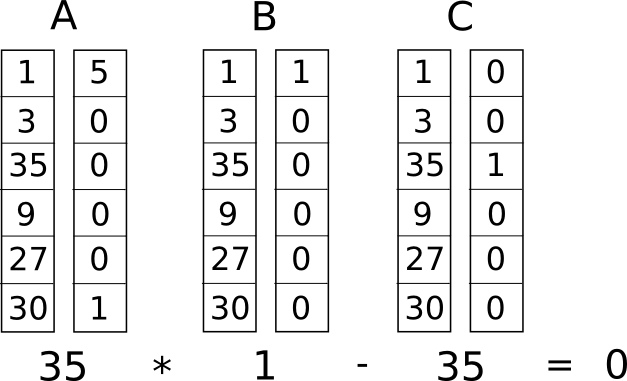 A B C
1 5 1 1 1 0
3 0 3 0 3 0
35 0 35 0 35 1
9 0 9 0 9 0
27 0 27 0 27 0
30 1 30 0 30 0
35 * 1 - 35 = 0